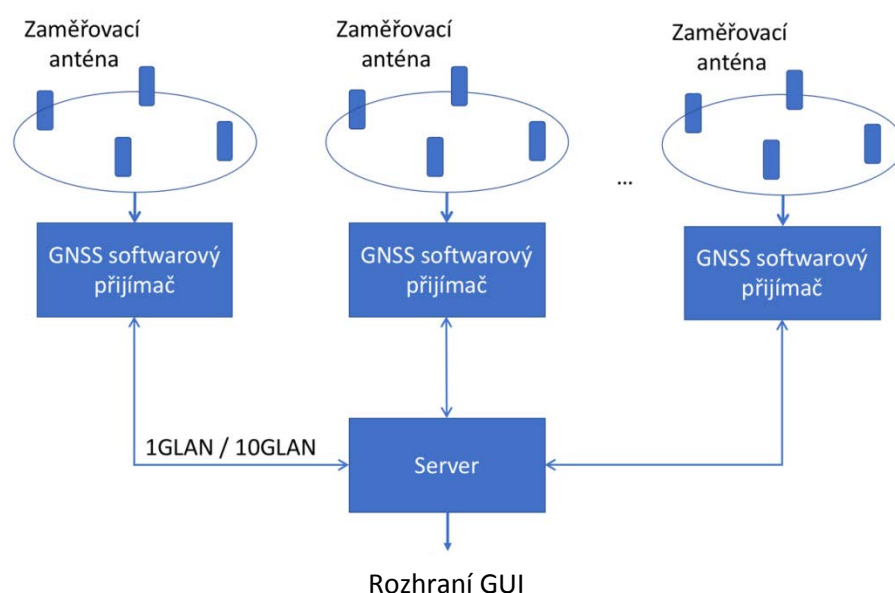 Zaměřovací
anténa
Zaměřovací
anténa
Zaměřovací
anténa
...
GNSS softwarový
přijímač
GNSS softwarový
přijímač
GNSS softwarový
přijímač
1GLAN / 10GLAN
Server
Rozhraní GUI